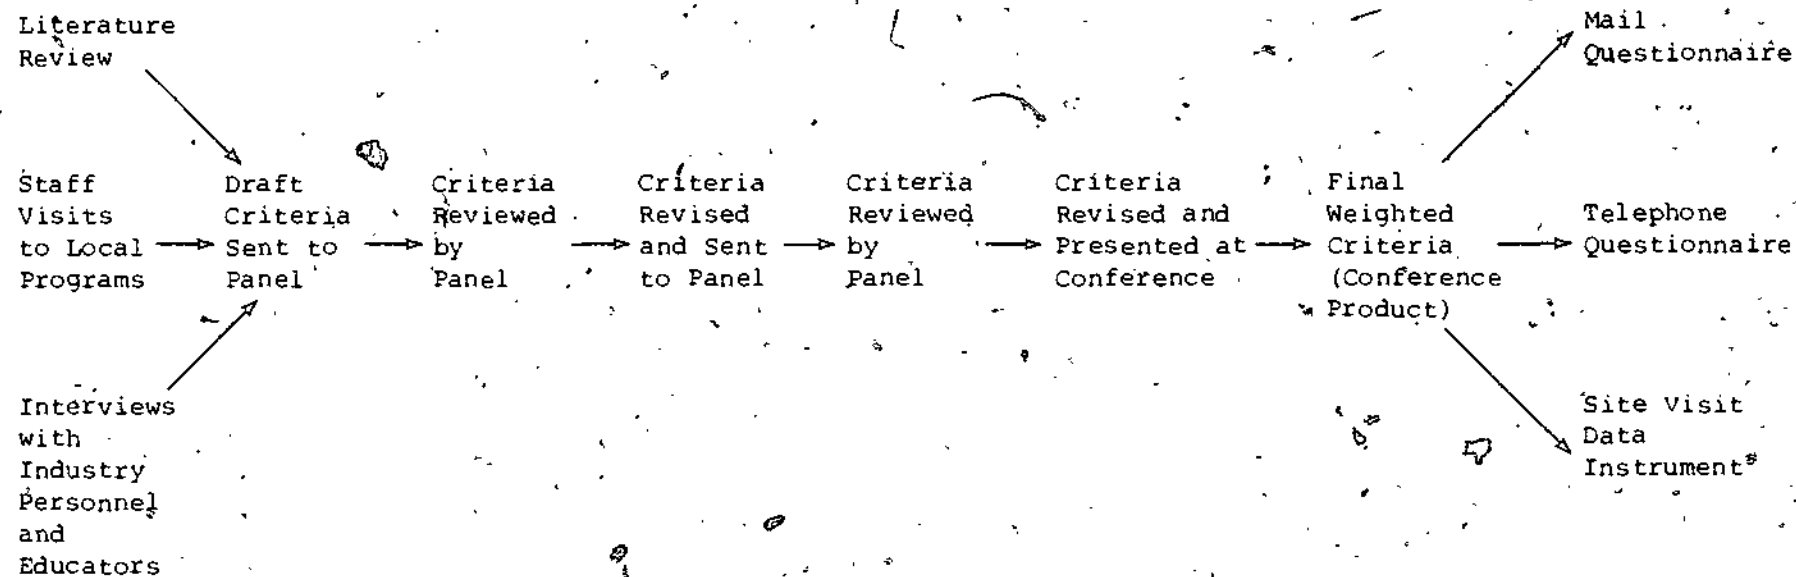 Literature
Review
Mail
Questionnaire
Staff
Visits
to Local
Programs
Draft
Criteria
Sent to
Panel
Criteria
Reviewed
by
Panel
Criteria
Revised
and Sent
to Panel
Criteria
Reviewed
by
Panel
Criteria
Revised and
Presented at
Conference
Final
Weighted
Criteria
(Conference
Product)
Telephone
Questionnaire
Interviews
with
Industry
Personnel
and
Educators
Site Visit
Data
Instrument